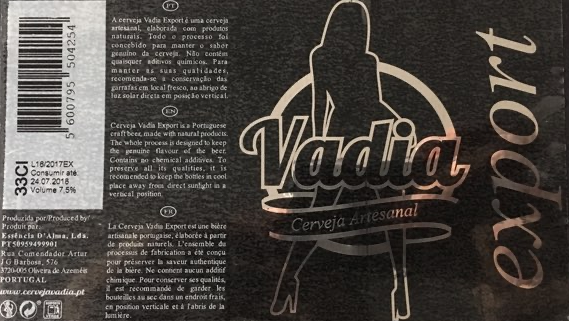 5 600795 504254
33Cl
L16/2017EX
Consumir até
24.07.2018
Volume 7,5%
Produzida por/Produced by/
Produit par:
Essência D'Alma, Lda.
PT509599901
Rua Comendador Artur
J G Barbosa, 576
3720-005 Oliveira de Azeméis
PORTUGAL
www.cervejavadia.pt
PT
A cerveja Vadia Export é uma cerveja
artesanal, elaborada com produtos
naturais. Todo o processo foi
concebido para manter o sabor
genuíno da cerveja. Não contém
quaisquer aditivos químicos. Para
manter as suas qualidades,
recomenda-se a conservação das
garrafas em local fresco, ao abrigo de
luz solar direta em posição vertical.
EN
Cerveja Vadia Export is a Portuguese
craft beer, made with natural products.
The whole process is designed to keep
the genuine flavour of the beer.
Contains no chemical additives. To
preserve all its qualities, it is
recomended to keep the bottles in cool
place away from direct sunlight in a
vertical position.
FR
La Cerveja Vadia Export est une bière
artisanale portugaise, élaborée à partir
de produits naturels. L'ensemble du
processus de fabrication a été conçu
pour préserver la saveur authentique
de la bière. Ne contient aucun additif
chimique. Pour conserver ses qualités,
il est recommandé de garder les
bouteilles au sec dans un endroit frais,
en position verticale et à l'abris de la
lumière.
Vadia
Cerveja Artesanal
export